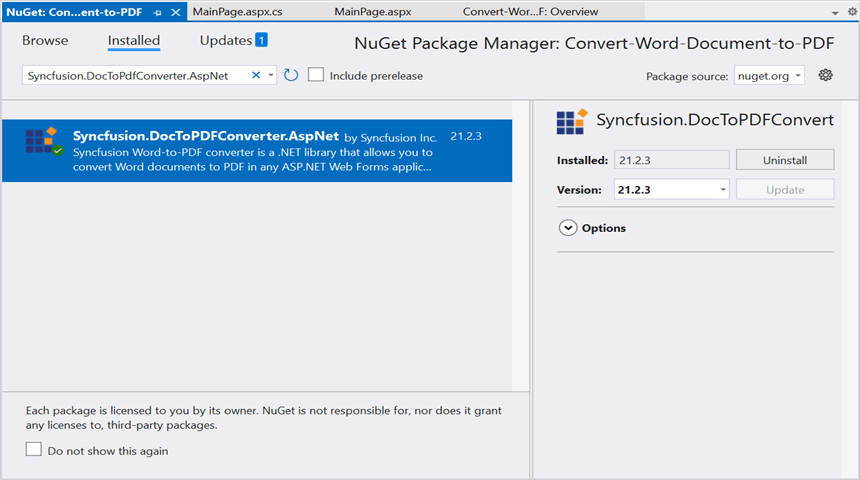 NuGet: Con...ent-to-PDF
MainPage.aspx.cs
MainPage.aspx
Convert-Wor...F: Overview
Browse
Installed
Updates 1
NuGet Package Manager: Convert-Word-Document-to-PDF
Syncfusion.DocToPdfConverter.AspNet
Include prerelease
Package source: nuget.org
Syncfusion.DocToPDFConverter.AspNet by Syncfusion Inc. 21.2.3
Syncfusion Word-to-PDF converter is a .NET library that allows you to
convert Word documents to PDF in any ASP.NET Web Forms applic...
Each package is licensed to you by its owner. NuGet is not responsible for, nor does it grant
any licenses to, third-party packages.
Do not show this again
Syncfusion.DocToPDFConvert
Installed: 21.2.3 Uninstall
Version: 21.2.3 Update
Options